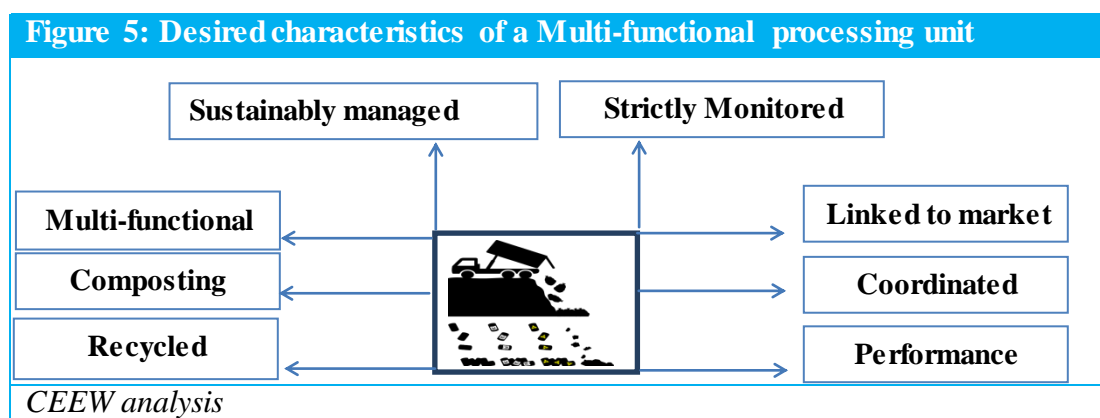 Figure 5: Desired characteristics of a Multi-functional processing unit
Sustainably managed
Strictly Monitored
Multi-functional
Linked to market
Composting
Coordinated
Recycled
Performance
CEEW analysis